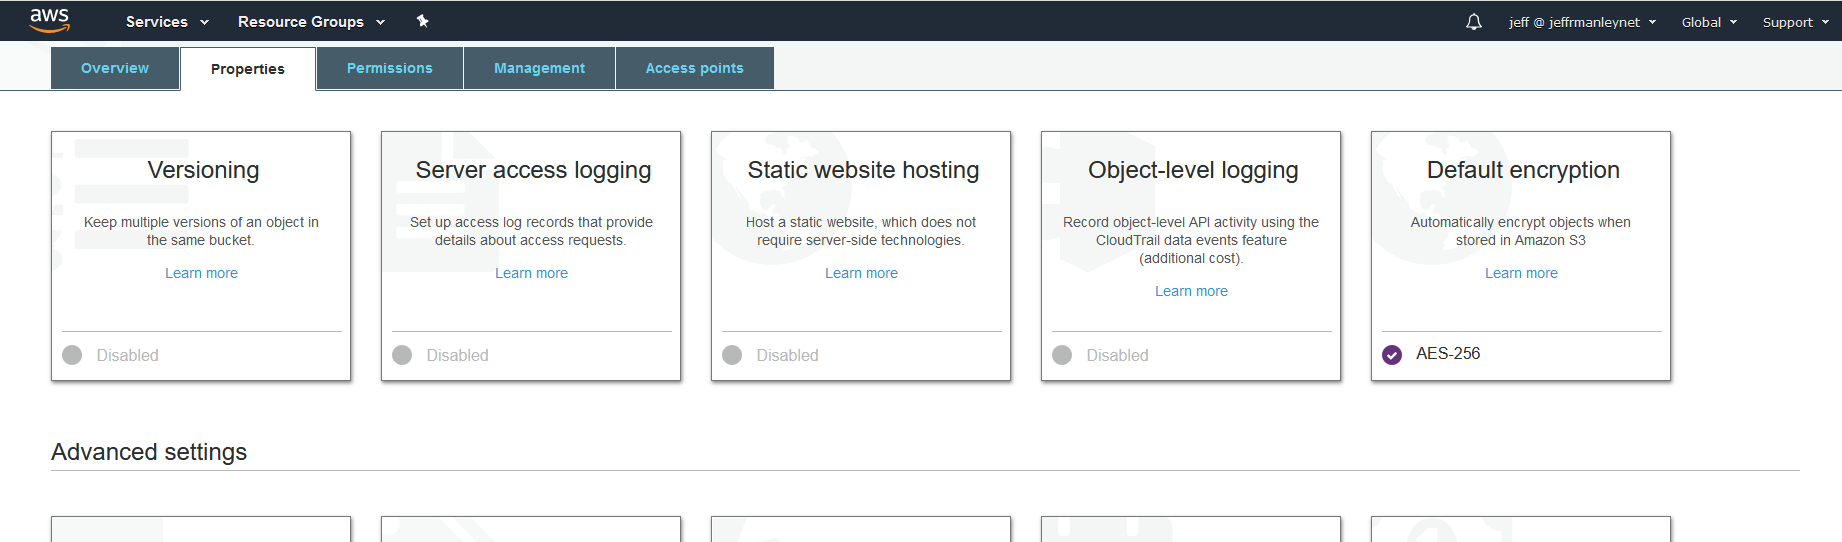 aws Services Resource Groups jeff @ jeffrmanleynet Global Support
Overview Properties Permissions Management Access points
Versioning
Keep multiple versions of an object in
the same bucket.
Learn more
Disabled
Server access logging
Set up access log records that provide
details about access requests.
Learn more
Disabled
Static website hosting
Host a static website, which does not
require server-side technologies.
Learn more
Disabled
Object-level logging
Record object-level API activity using the
CloudTrail data events feature
(additional cost).
Learn more
Disabled
Default encryption
Automatically encrypt objects when
stored in Amazon S3
Learn more
AES-256
Advanced settings